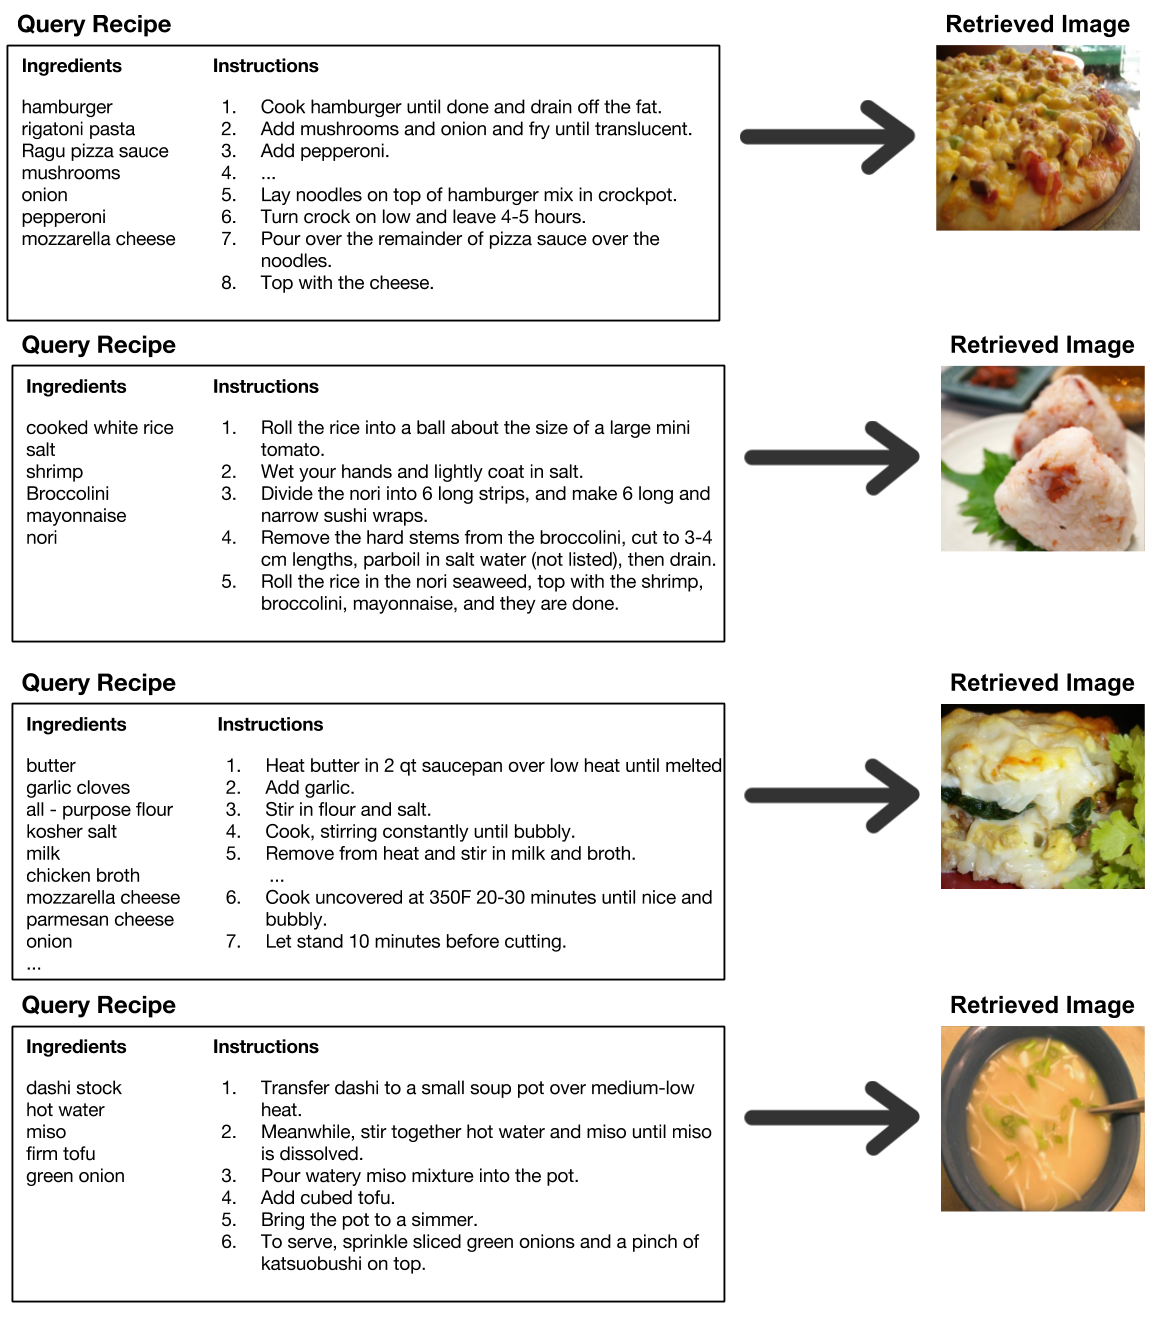 Query Recipe
Retrieved Image
Ingredients
Instructions
hamburger
rigatoni pasta
Ragu pizza sauce
mushrooms
onion
pepperoni
mozzarella cheese
1. Cook hamburger until done and drain off the fat.
2. Add mushrooms and onion and fry until translucent.
3. Add pepperoni.
4. ...
5. Lay noodles on top of hamburger mix in crockpot.
6. Turn crock on low and leave 4-5 hours.
7. Pour over the remainder of pizza sauce over the
noodles.
8. Top with the cheese.
Query Recipe
Retrieved Image
Ingredients
Instructions
cooked white rice
salt
shrimp
Broccolini
mayonnaise
nori
1. Roll the rice into a ball about the size of a large mini
tomato.
2. Wet your hands and lightly coat in salt.
3. Divide the nori into 6 long strips, and make 6 long and
narrow sushi wraps.
4. Remove the hard stems from the broccolini, cut to 3-4
cm lengths, parboil in salt water (not listed), then drain.
5. Roll the rice in the nori seaweed, top with the shrimp,
broccolini, mayonnaise, and they are done.
Query Recipe
Retrieved Image
Ingredients
Instructions
butter
garlic cloves
all - purpose flour
kosher salt
milk
chicken broth
mozzarella cheese
parmesan cheese
onion
...
1. Heat butter in 2 qt saucepan over low heat until melted
2. Add garlic.
3. Stir in flour and salt.
4. Cook, stirring constantly until bubbly.
5. Remove from heat and stir in milk and broth.
...
6. Cook uncovered at 350F 20-30 minutes until nice and
bubbly.
7. Let stand 10 minutes before cutting.
Query Recipe
Retrieved Image
Ingredients
Instructions
dashi stock
hot water
miso
firm tofu
green onion
1. Transfer dashi to a small soup pot over medium-low
heat.
2. Meanwhile, stir together hot water and miso until miso
is dissolved.
3. Pour watery miso mixture into the pot.
4. Add cubed tofu.
5. Bring the pot to a simmer.
6. To serve, sprinkle sliced green onions and a pinch of
katsuobushi on top.